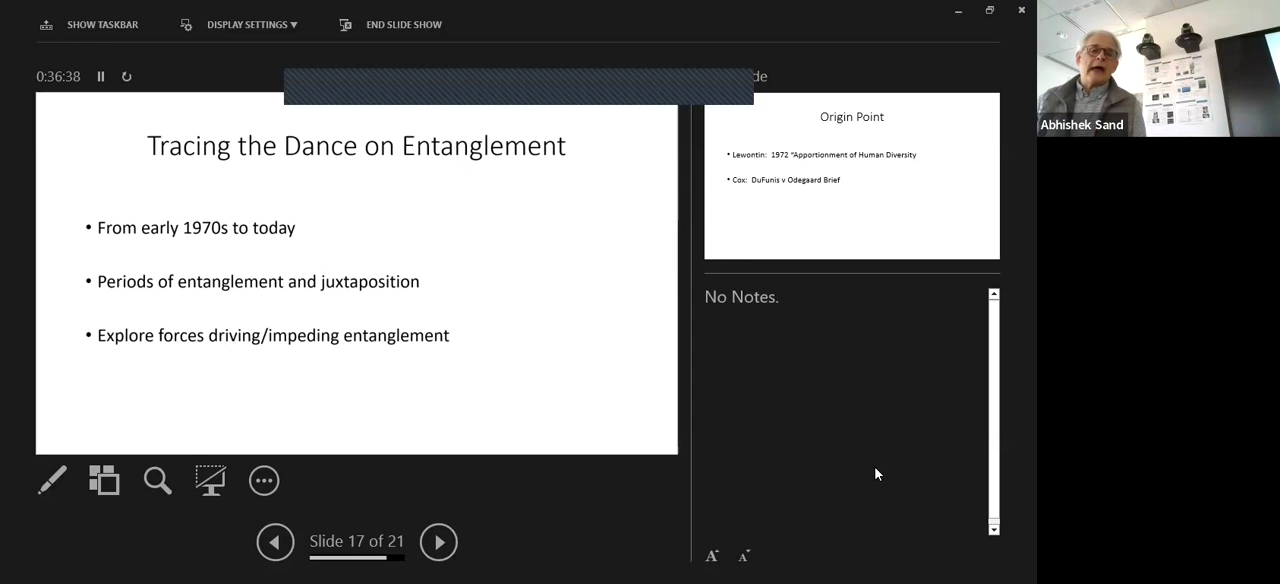 SHOW TASKBAR
DISPLAY SETTINGS ▼
END SLIDE SHOW
0:36:38
de
Tracing the Dance on Entanglement
• From early 1970s to today
• Periods of entanglement and juxtaposition
• Explore forces driving/impeding entanglement
Origin Point
• Lewontin: 1972 "Apportionment of Human Diversity
• Cox: DuFunis v Odegaard Brief
No Notes.
Slide 17 of 21
A A
Abhishek Sand